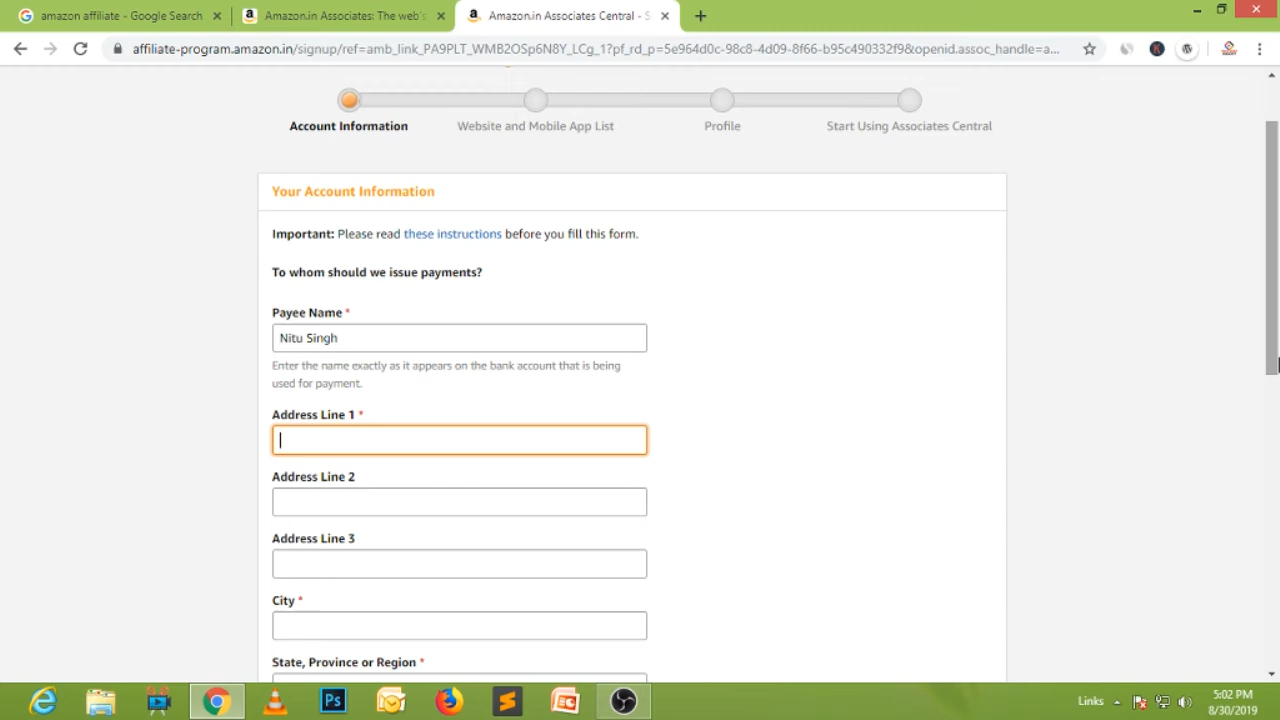 amazon affiliate - Google Search
Amazon.in Associates: The web's
Amazon.in Associates Central - S
affiliate-program.amazon.in/signup/ref=amb_link_PA9PLT_WMB2OSp6N8Y_LCg_1?pf_rd_p=5e964d0c-98c8-4d09-8f66-b95c490332f9&openid.assoc_handle=a...
Account Information
Website and Mobile App List
Profile
Start Using Associates Central
Your Account Information
Important: Please read these instructions before you fill this form.
To whom should we issue payments?
Payee Name *
Nitu Singh
Enter the name exactly as it appears on the bank account that is being
used for payment.
Address Line 1 *
Address Line 2
Address Line 3
City *
State, Province or Region *
Ps
Links
5:02 PM
8/30/2019